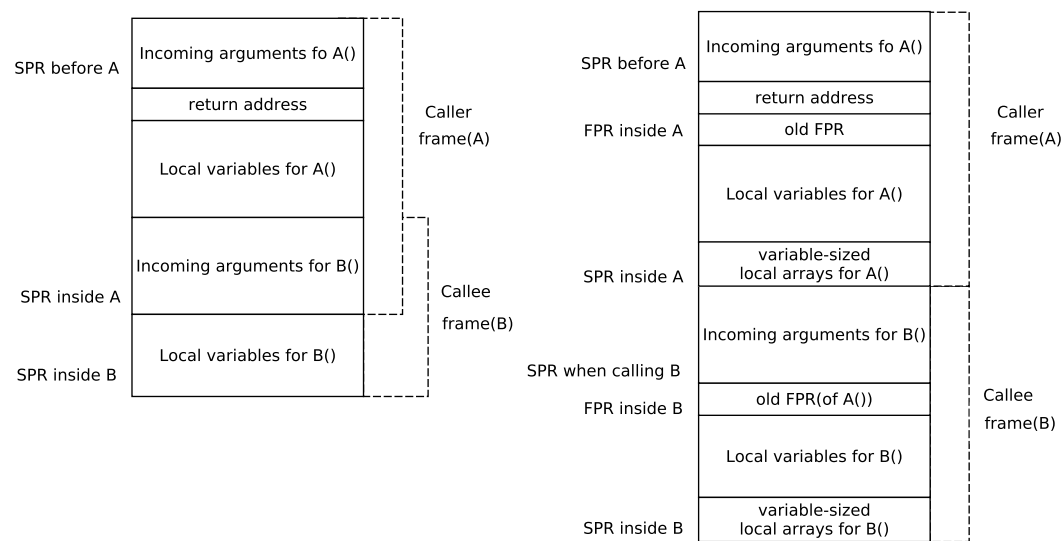 Incoming arguments fo A()
SPR before A
return address
Caller
frame(A)
Local variables for A()
Incoming arguments for B()
SPR inside A
Callee
frame(B)
Local variables for B()
SPR inside B
Incoming arguments fo A()
SPR before A
return address
Caller
frame(A)
FPR inside A
old FPR
Local variables for A()
variable-sized
local arrays for A()
SPR inside A
Incoming arguments for B()
SPR when calling B
old FPR(of A())
Callee
frame(B)
FPR inside B
Local variables for B()
variable-sized
local arrays for B()
SPR inside B